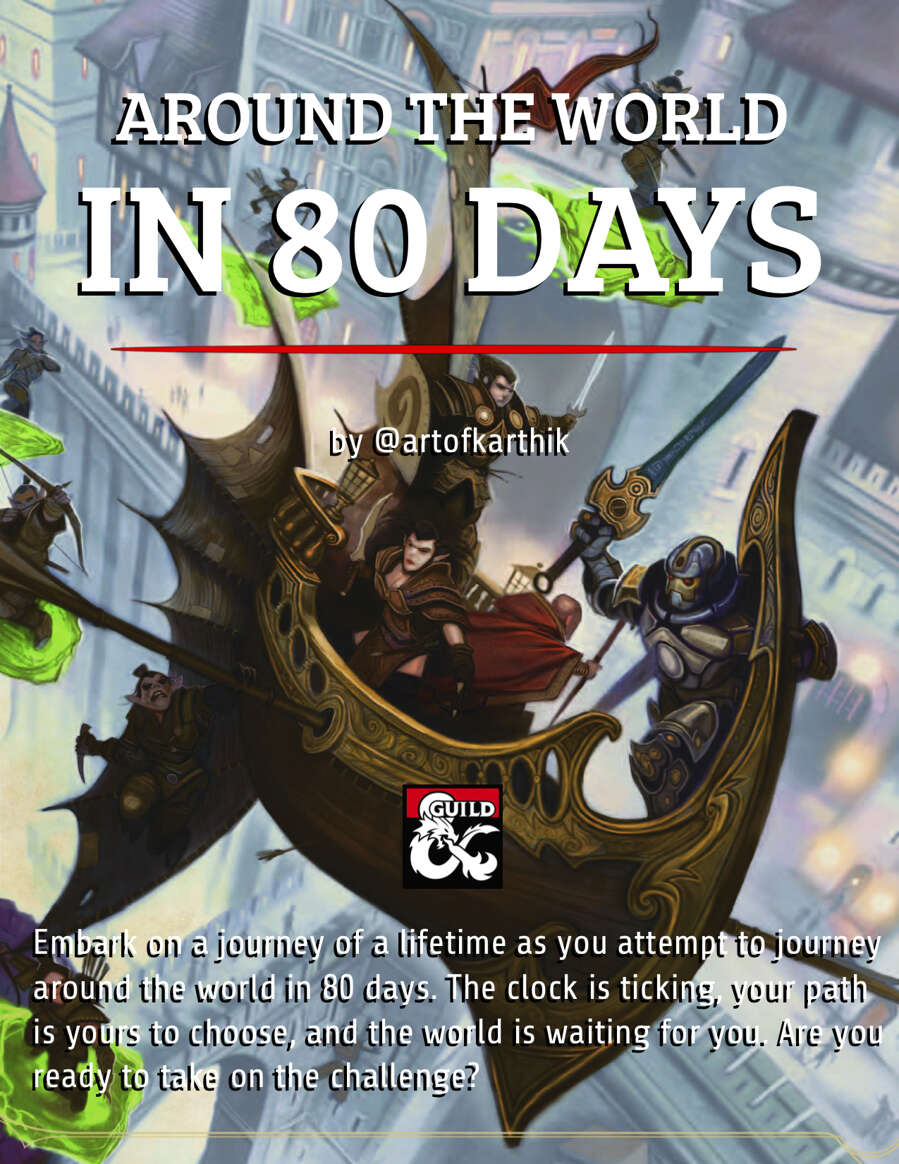 AROUND THE WORLD
IN 80 DAYS
by @artofkarthik
GUILD
Embark on a journey of a lifetime as you attempt to journey
around the world in 80 days. The clock is ticking, your path
is yours to choose, and the world is waiting for you. Are you
ready to take on the challenge?